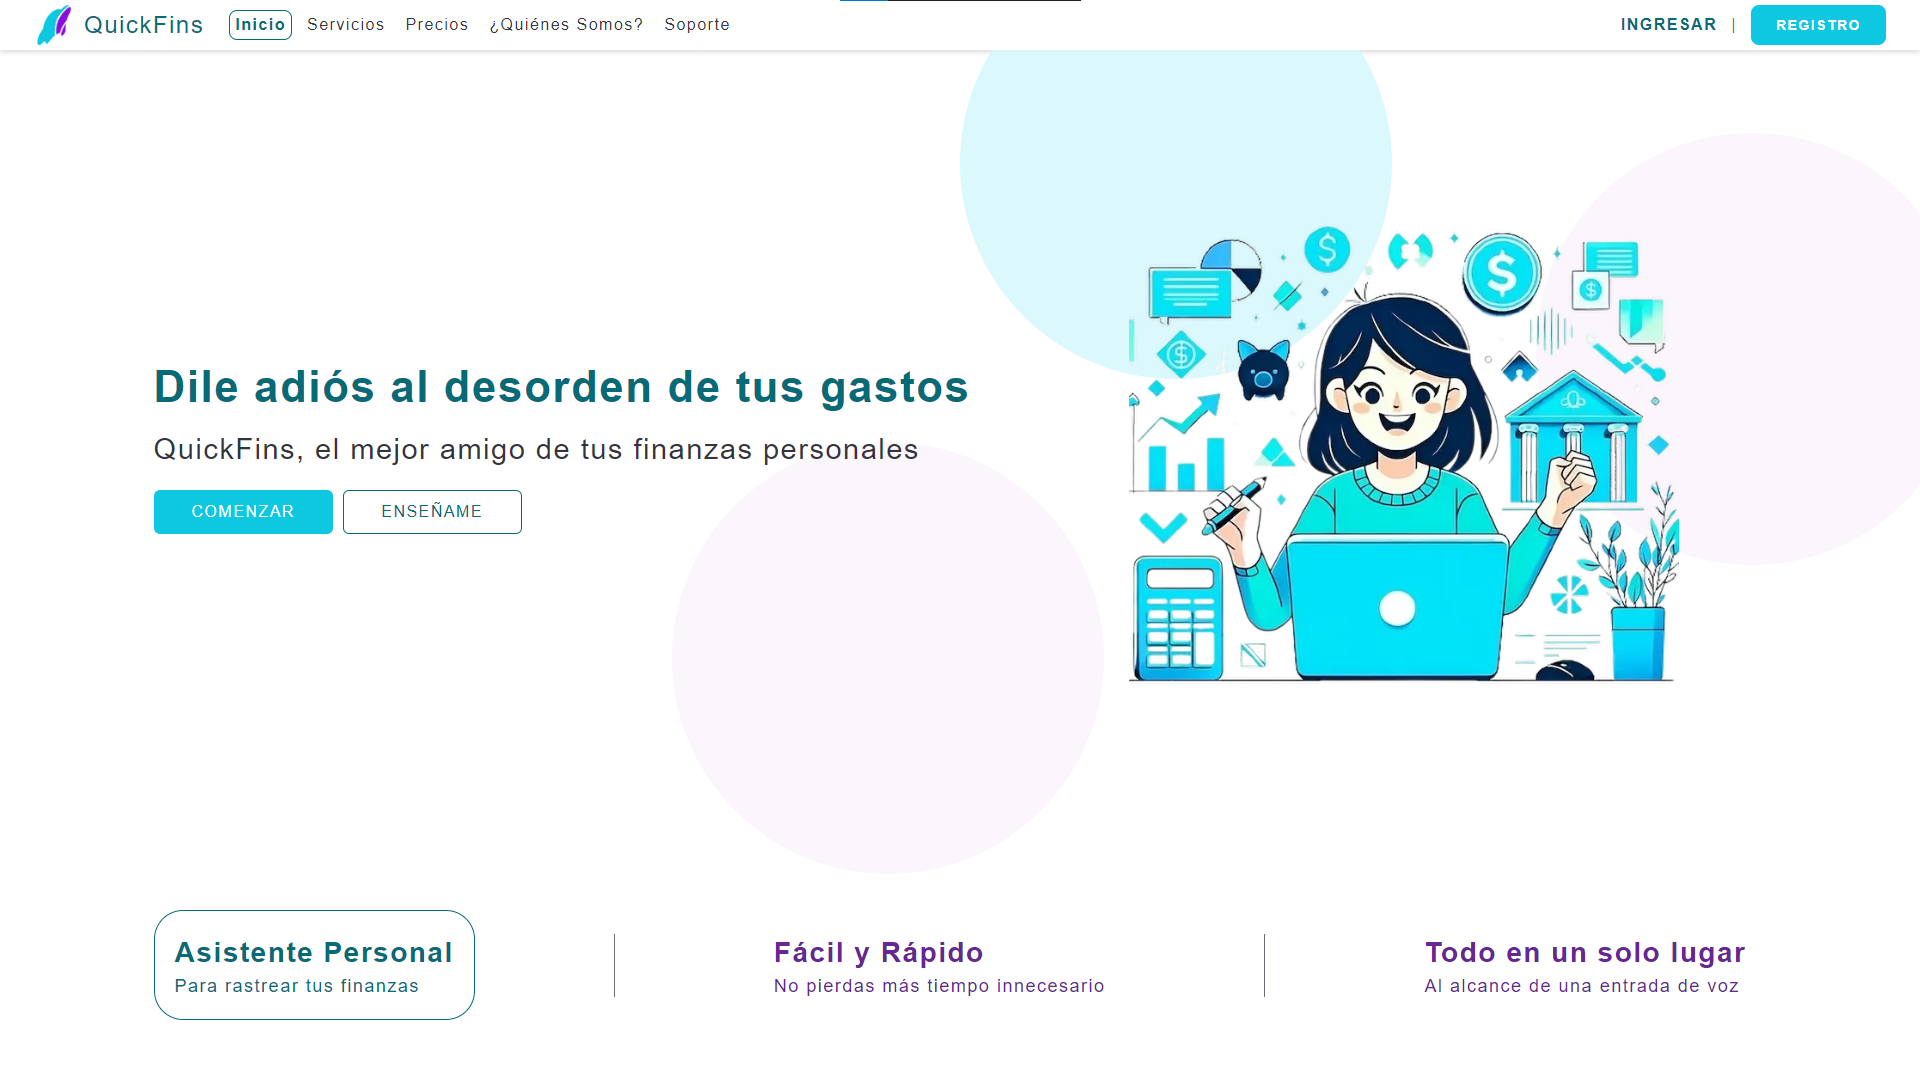 QuickFins
Inicio
Servicios
Precios
¿Quiénes Somos?
Soporte
INGRESAR |
REGISTRO
Dile adiós al desorden de tus gastos
QuickFins, el mejor amigo de tus finanzas personales
COMENZAR
ENSEÑAME
Asistente Personal
Para rastrear tus finanzas
Fácil y Rápido
No pierdas más tiempo innecesario
Todo en un solo lugar
Al alcance de una entrada de voz